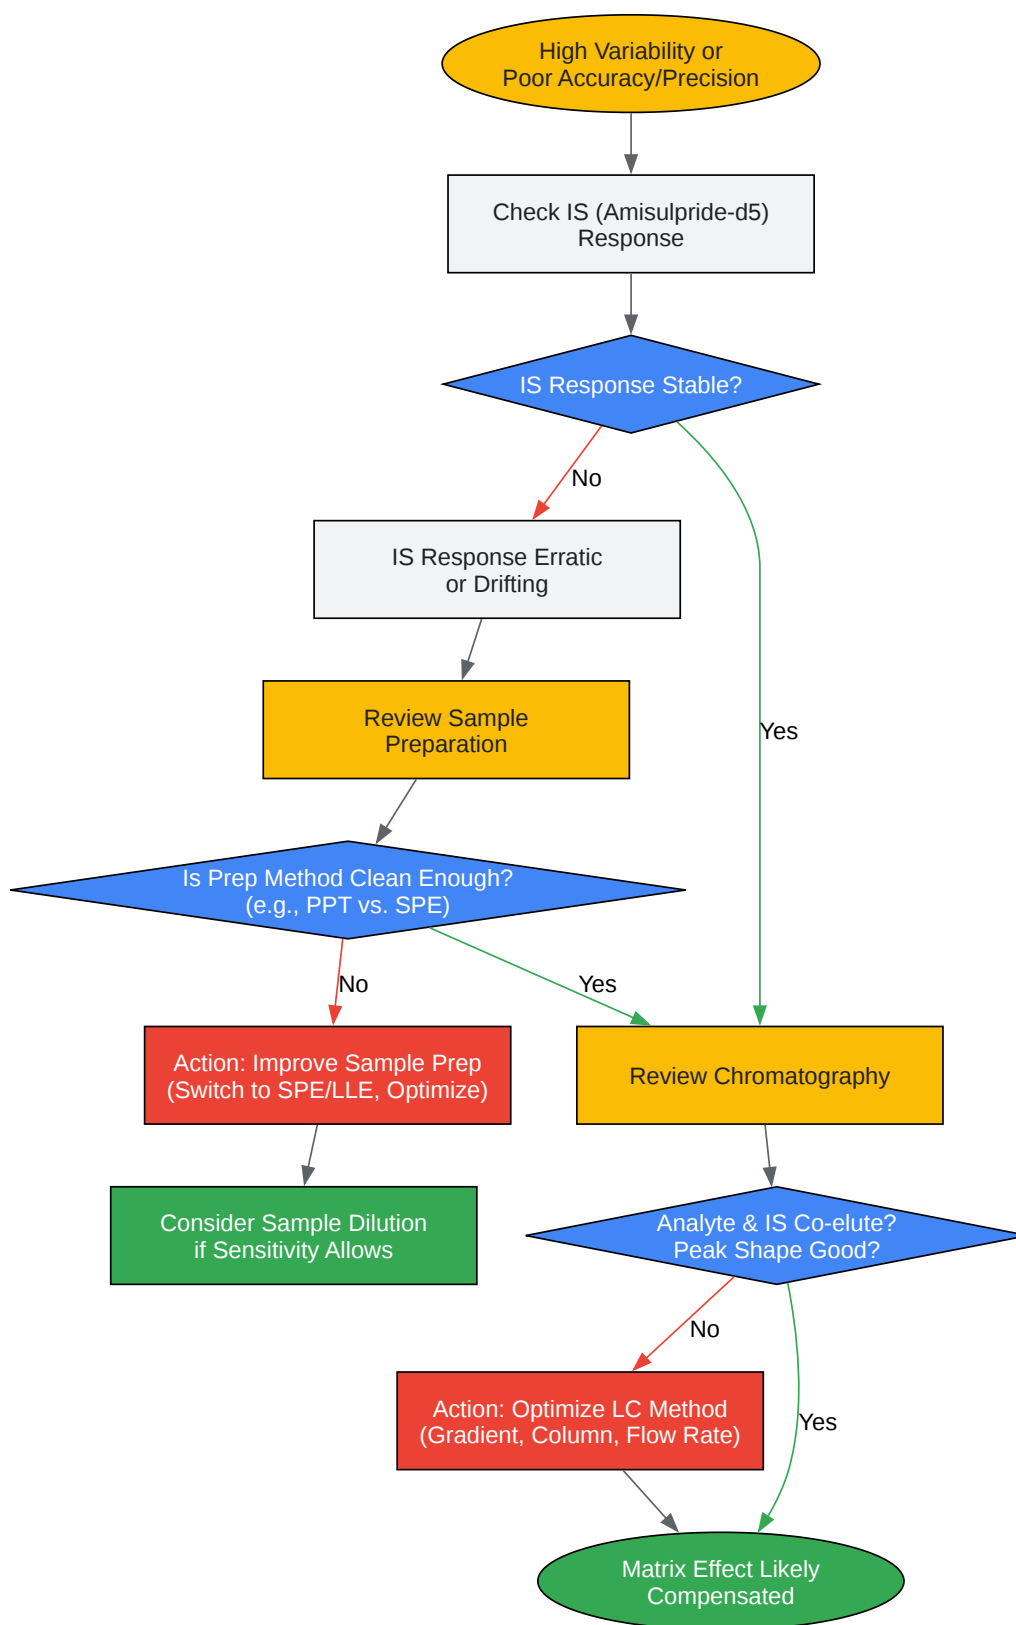 High Variability or
Poor Accuracy/Precision
Check IS (Amisulpride-d5)
Response
IS Response Stable?
No
IS Response Erratic
or Drifting
Review Sample
Preparation
Yes
Is Prep Method Clean Enough?
(e.g., PPT vs. SPE)
No
Yes
Action: Improve Sample Prep
(Switch to SPE/LLE, Optimize)
Review Chromatography
Consider Sample Dilution
if Sensitivity Allows
Analyte & IS Co-elute?
Peak Shape Good?
No
Action: Optimize LC Method
(Gradient, Column, Flow Rate)
Yes
Matrix Effect Likely
Compensated